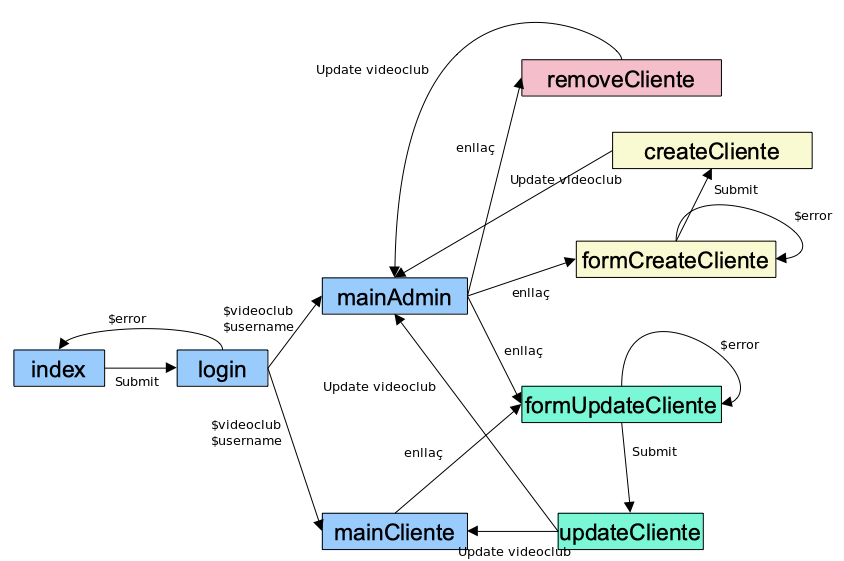 Update videoclub
removeCliente
enllaç
createCliente
Update videoclub
Submit
$error
formCreateCliente
enllaç
mainAdmin
$videoclub
$username
$error
index
Submit
login
enllaç
$error
Update videoclub
formUpdateCliente
$videoclub
$username
enllaç
Submit
mainCliente
updateCliente
Update videoclub